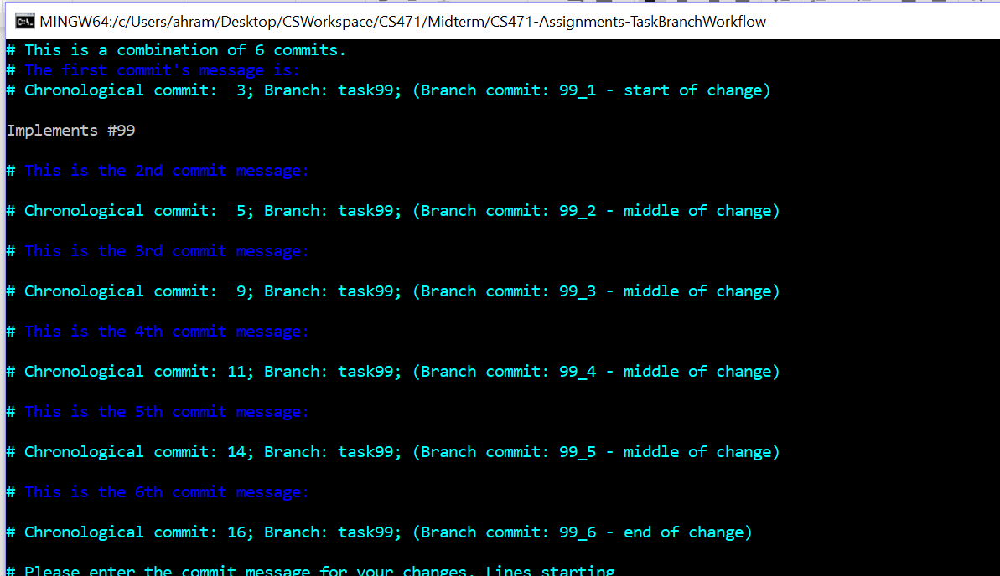 MINGW64:/c/Users/ahram/Desktop/CSWorkspace/CS471/Midterm/CS471-Assignments-TaskBranchWorkflow
# This is a combination of 6 commits.
# The first commit's message is:
# Chronological commit:  3; Branch: task99; (Branch commit: 99_1 - start of change)
Implements #99
# This is the 2nd commit message:
# Chronological commit:  5; Branch: task99; (Branch commit: 99_2 - middle of change)
# This is the 3rd commit message:
# Chronological commit:  9; Branch: task99; (Branch commit: 99_3 - middle of change)
# This is the 4th commit message:
# Chronological commit: 11; Branch: task99; (Branch commit: 99_4 - middle of change)
# This is the 5th commit message:
# Chronological commit: 14; Branch: task99; (Branch commit: 99_5 - middle of change)
# This is the 6th commit message:
# Chronological commit: 16; Branch: task99; (Branch commit: 99_6 - end of change)
# Please enter the commit message for your changes. Lines starting